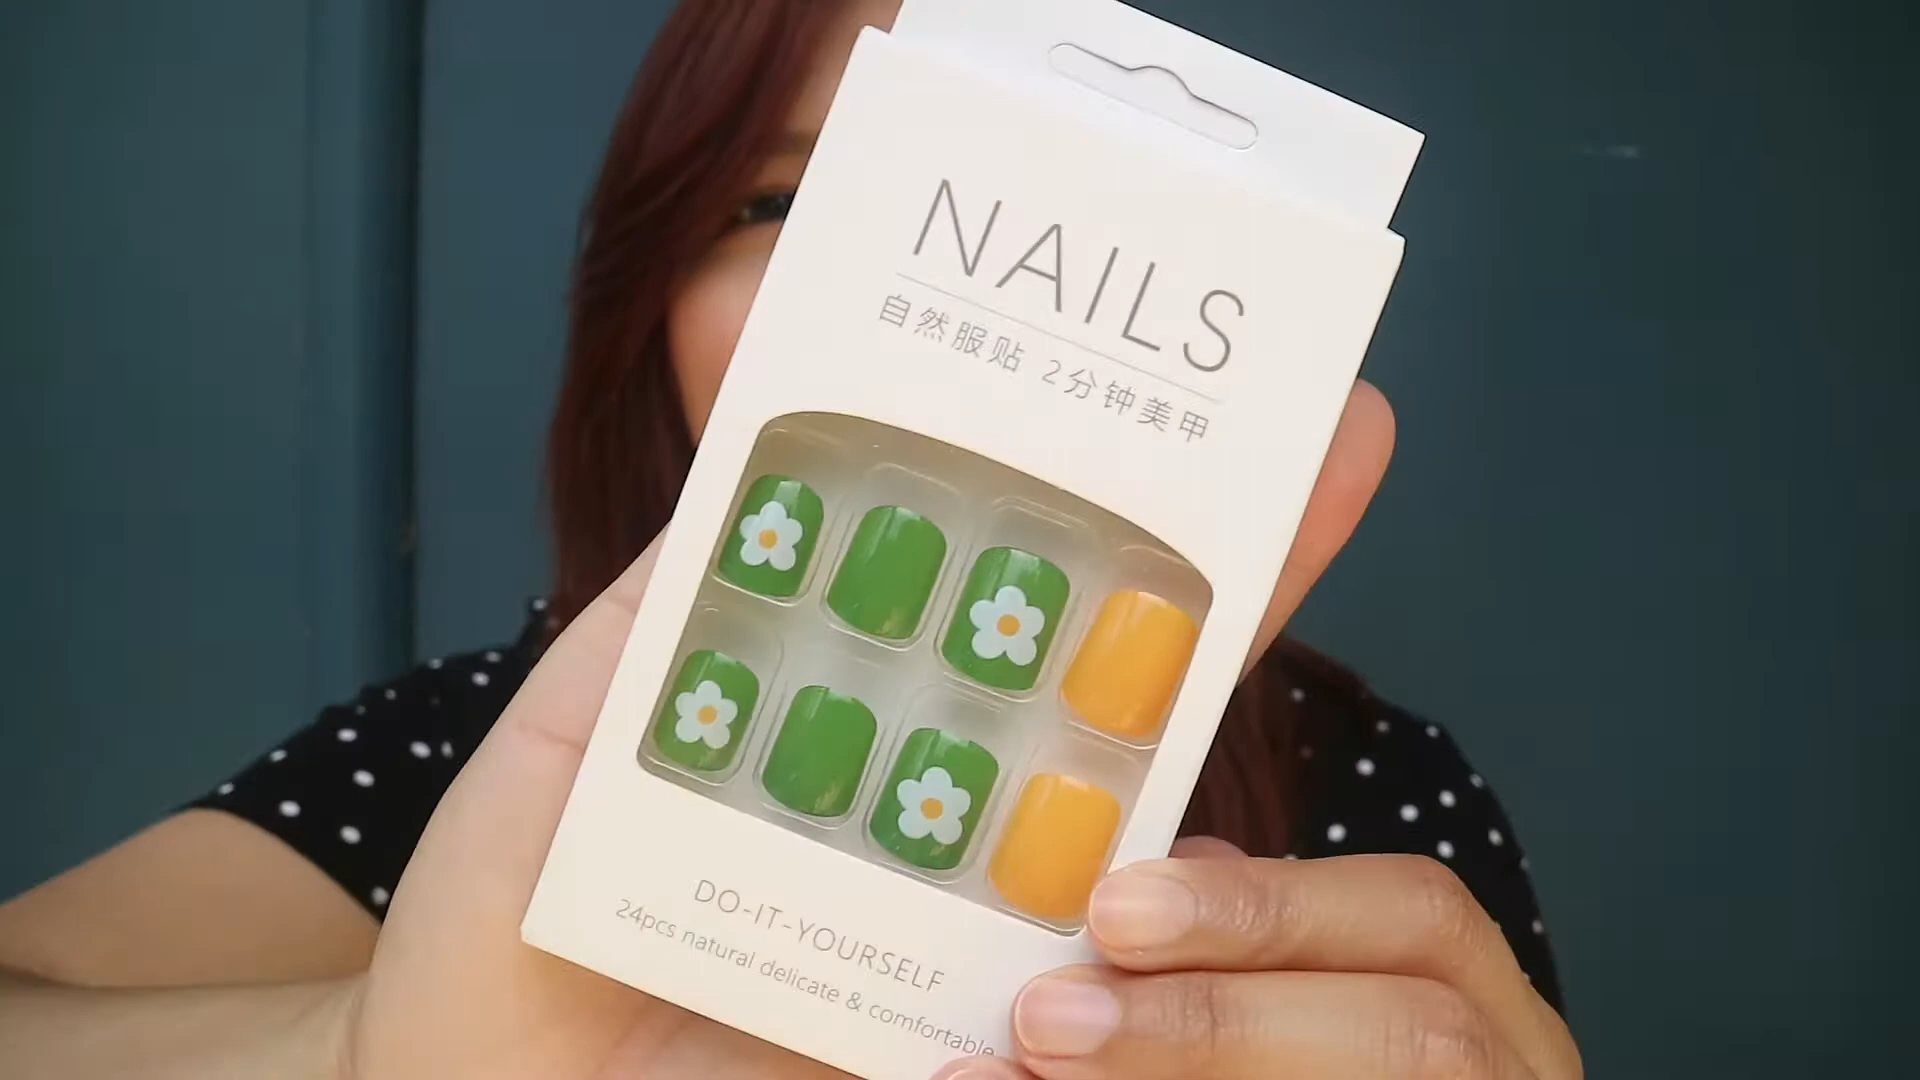 NAILS
自然服贴 2分钟美甲
DO-IT-YOURSELF
24pcs natural delicate & comfortable